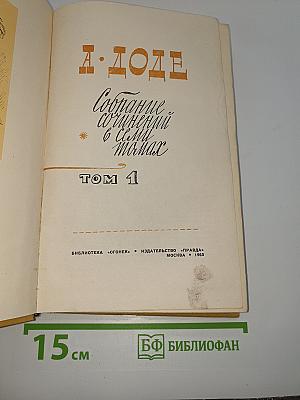 А · ДОДЕ
Собрание
сочинений
в семи
томах
том 1
БИБЛИОТЕКА «ОГОНЕК» • ИЗДАТЕЛЬСТВО «ПРАВДА»
МОСКВА • 1965
15 см
БФ БИБЛИОФАН